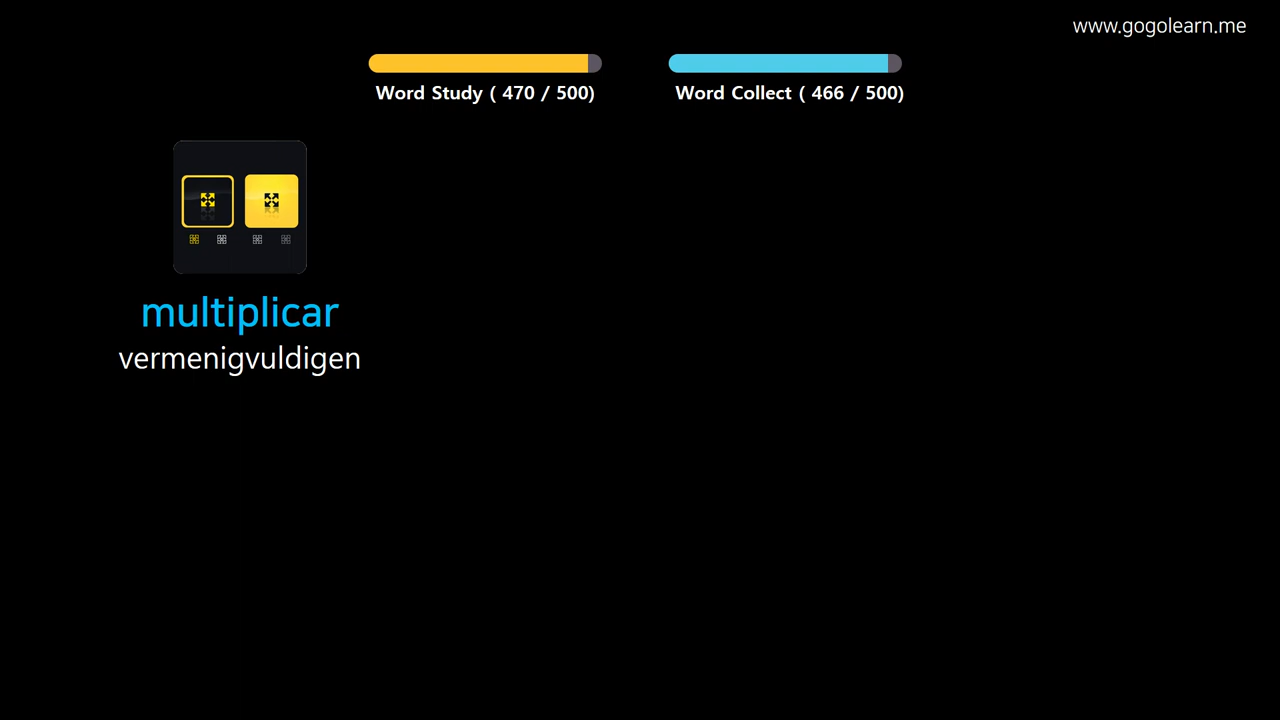 www.gogolearn.me
Word Study ( 470 / 500)
Word Collect ( 466 / 500)
multiplicar
vermenigvuldigen